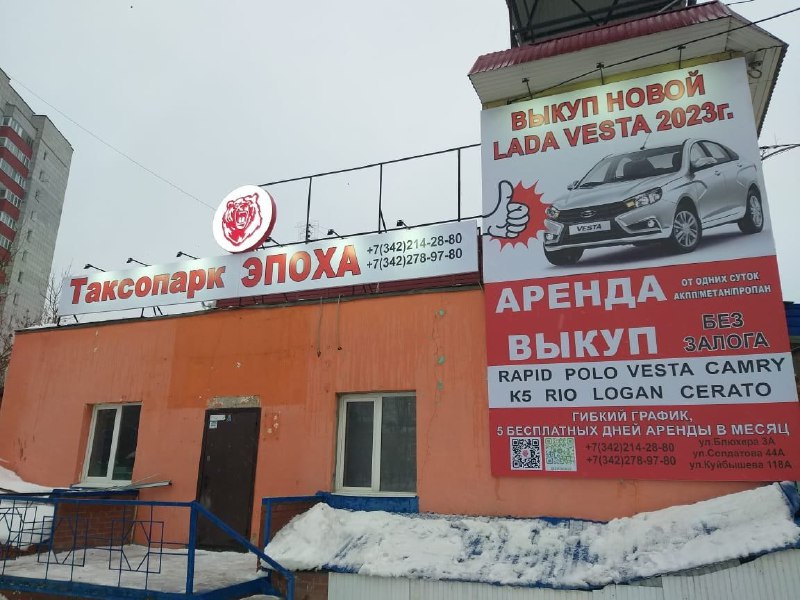 Таксопарк ЭПОХА
+7(342)214-28-80
+7(342)278-97-80
ВЫКУП НОВОЙ
LADA VESTA 2023г.
VESTA
АРЕНДА
ОТ ОДНИХ СУТОК
АКПП/МЕТАН/ПРОПАН
ВЫКУП
БЕЗ
ЗАЛОГА
RAPID POLO VESTA CAMRY
K5 RIO LOGAN CERATO
ГИБКИЙ ГРАФИК,
5 БЕСПЛАТНЫХ ДНЕЙ АРЕНДЫ В МЕСЯЦ
+7(342)214-28-80
+7(342)278-97-80
ул.Блюхера 3А
ул.Солдатова 44А
ул.Куйбышева 118А